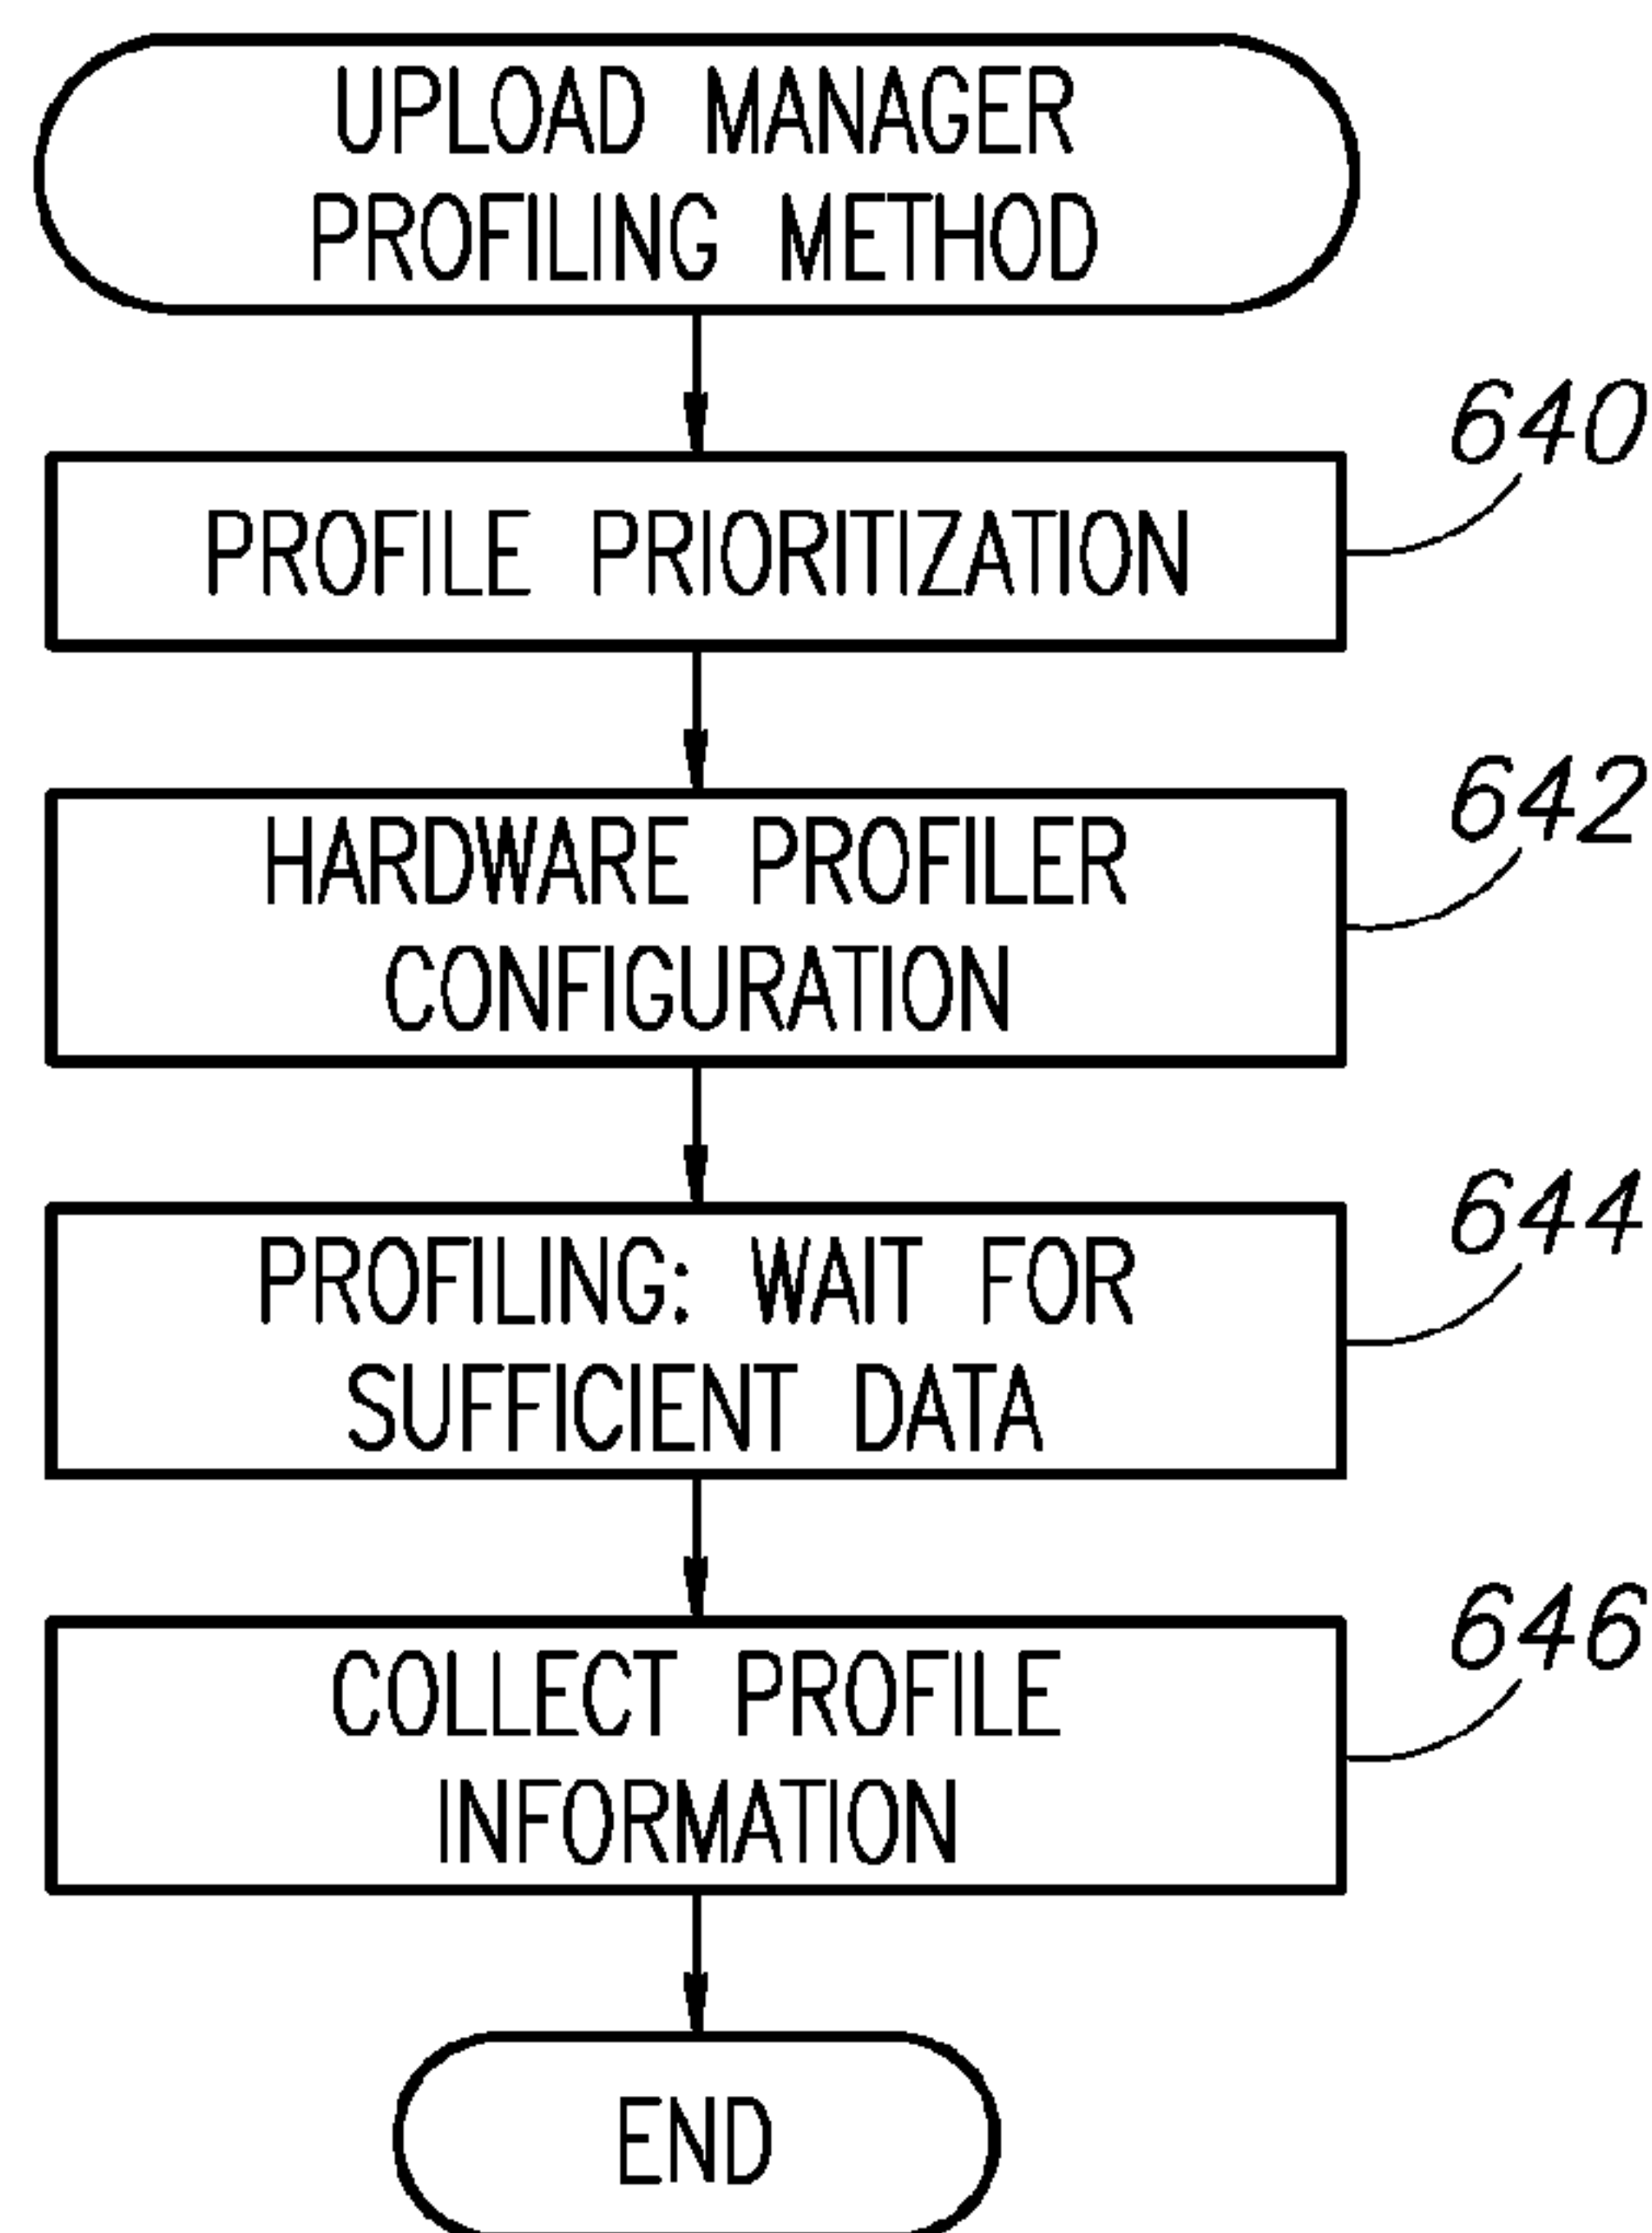 UPLOAD MANAGER
PROFILING METHOD
640
PROFILE PRIORITIZATION
642
HARDWARE PROFILER
CONFIGURATION
644
PROFILING: WAIT FOR
SUFFICIENT DATA
646
COLLECT PROFILE
INFORMATION
END